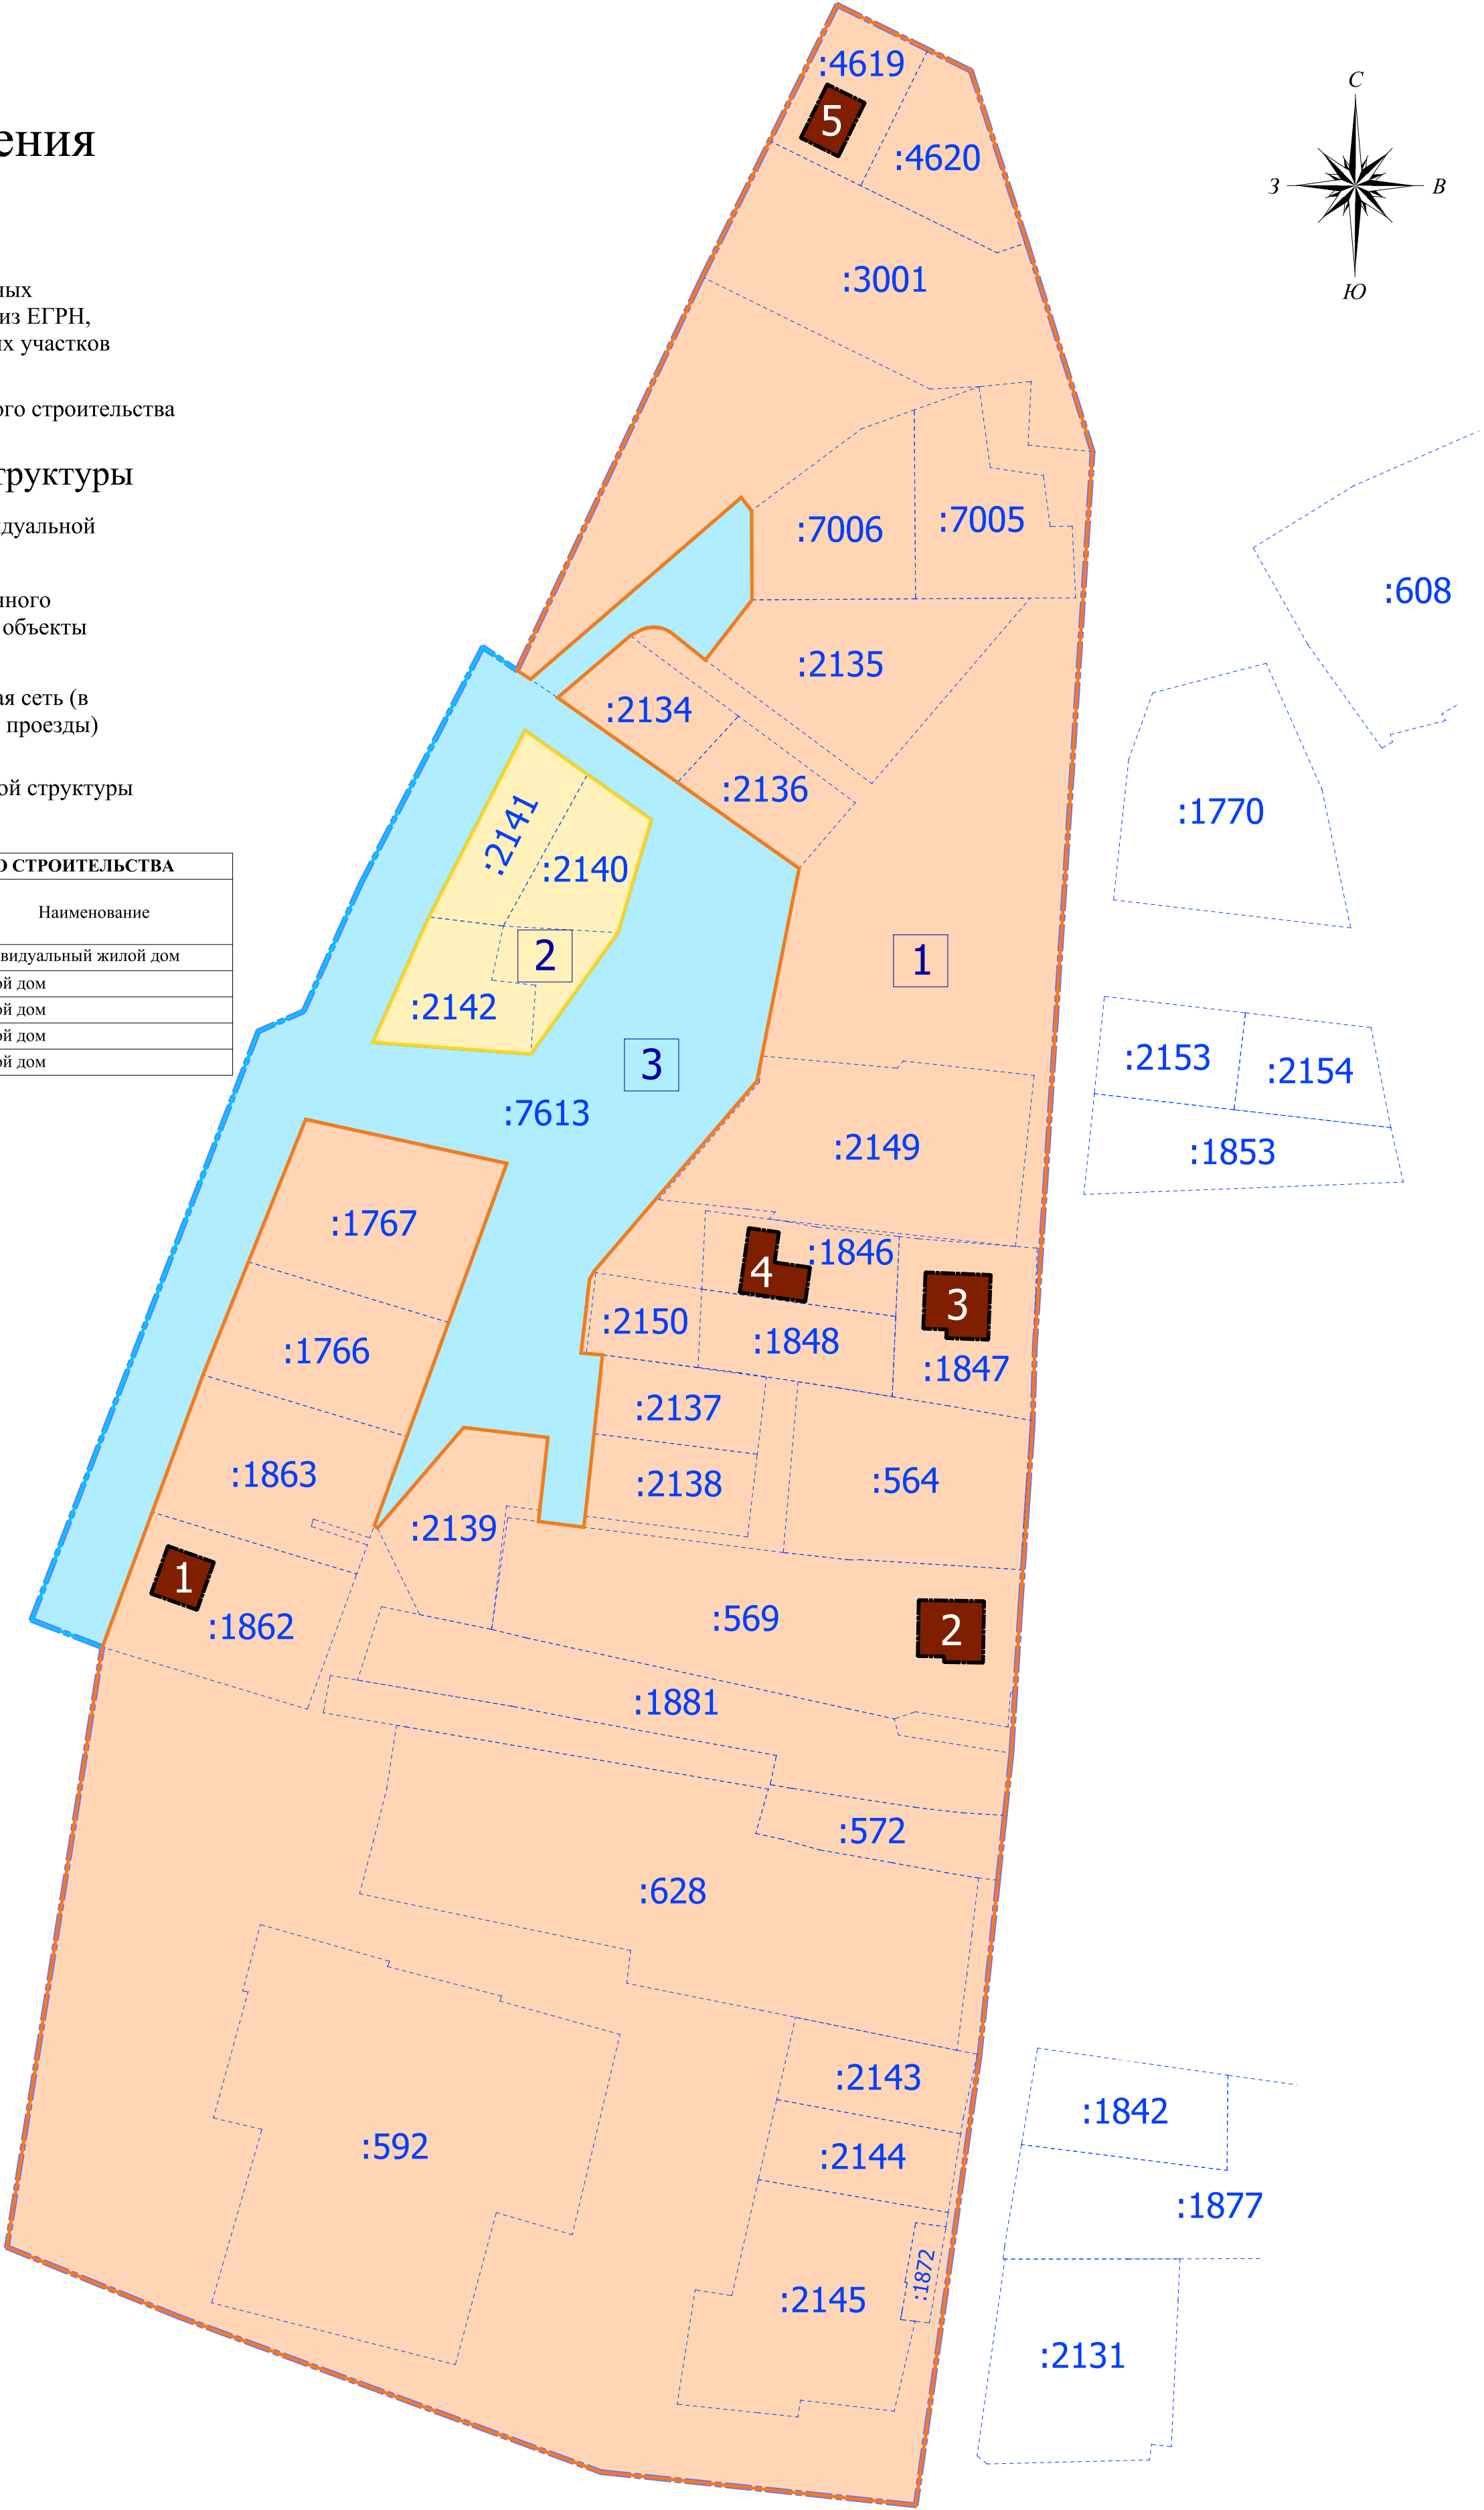 ения
ных
из ЕГРН,
их участков
ого строительства
труктуры
идуальной
нного
объекты
ая сеть (в
проезды)
ой структуры
О СТРОИТЕЛЬСТВА
Наименование
видуальный жилой дом
ой дом
ой дом
ой дом
ой дом
С
З
В
Ю
:4619
5
:4620
:3001
:7006
:7005
:608
:2135
:2134
:2136
:1770
:2141
:2140
2
1
:2142
3
:7613
:2153
:2154
:1853
:2149
:1767
:1846
4
3
:2150
:1848
:1847
:1766
:2137
:2138
:564
:1863
:2139
1
:1862
:569
2
:1881
:572
:628
:592
:2143
:2144
:1872
:2145
:1842
:1877
:2131